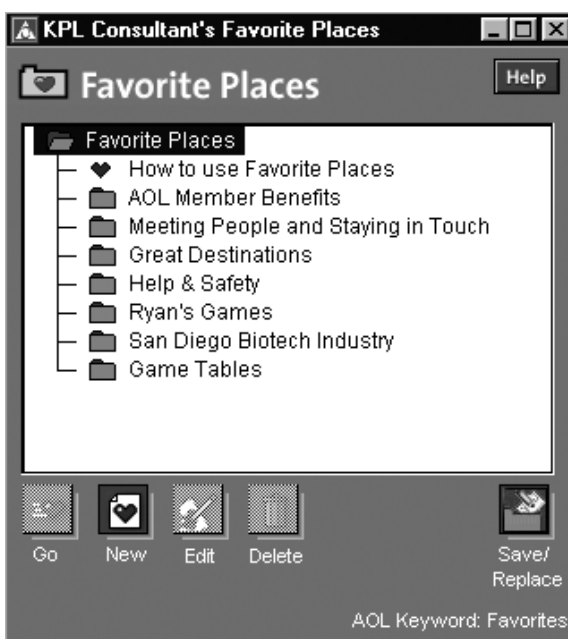 KPL Consultant's Favorite Places
Favorite Places
Help
Favorite Places
How to use Favorite Places
AOL Member Benefits
Meeting People and Staying in Touch
Great Destinations
Help & Safety
Ryan's Games
San Diego Biotech Industry
Game Tables
Go
New
Edit
Delete
Save/
Replace
AOL Keyword: Favorites